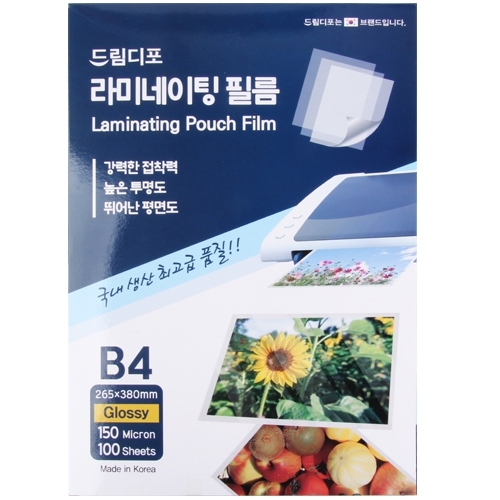 드림디포는 브랜드입니다.
드림디포
라미네이팅 필름
Laminating Pouch Film
강력한 접착력
높은 투명도
뛰어난 평면도
국내 생산 최고급 품질!!
B4
265×380mm
Glossy
150 Micron
100 Sheets
Made in Korea